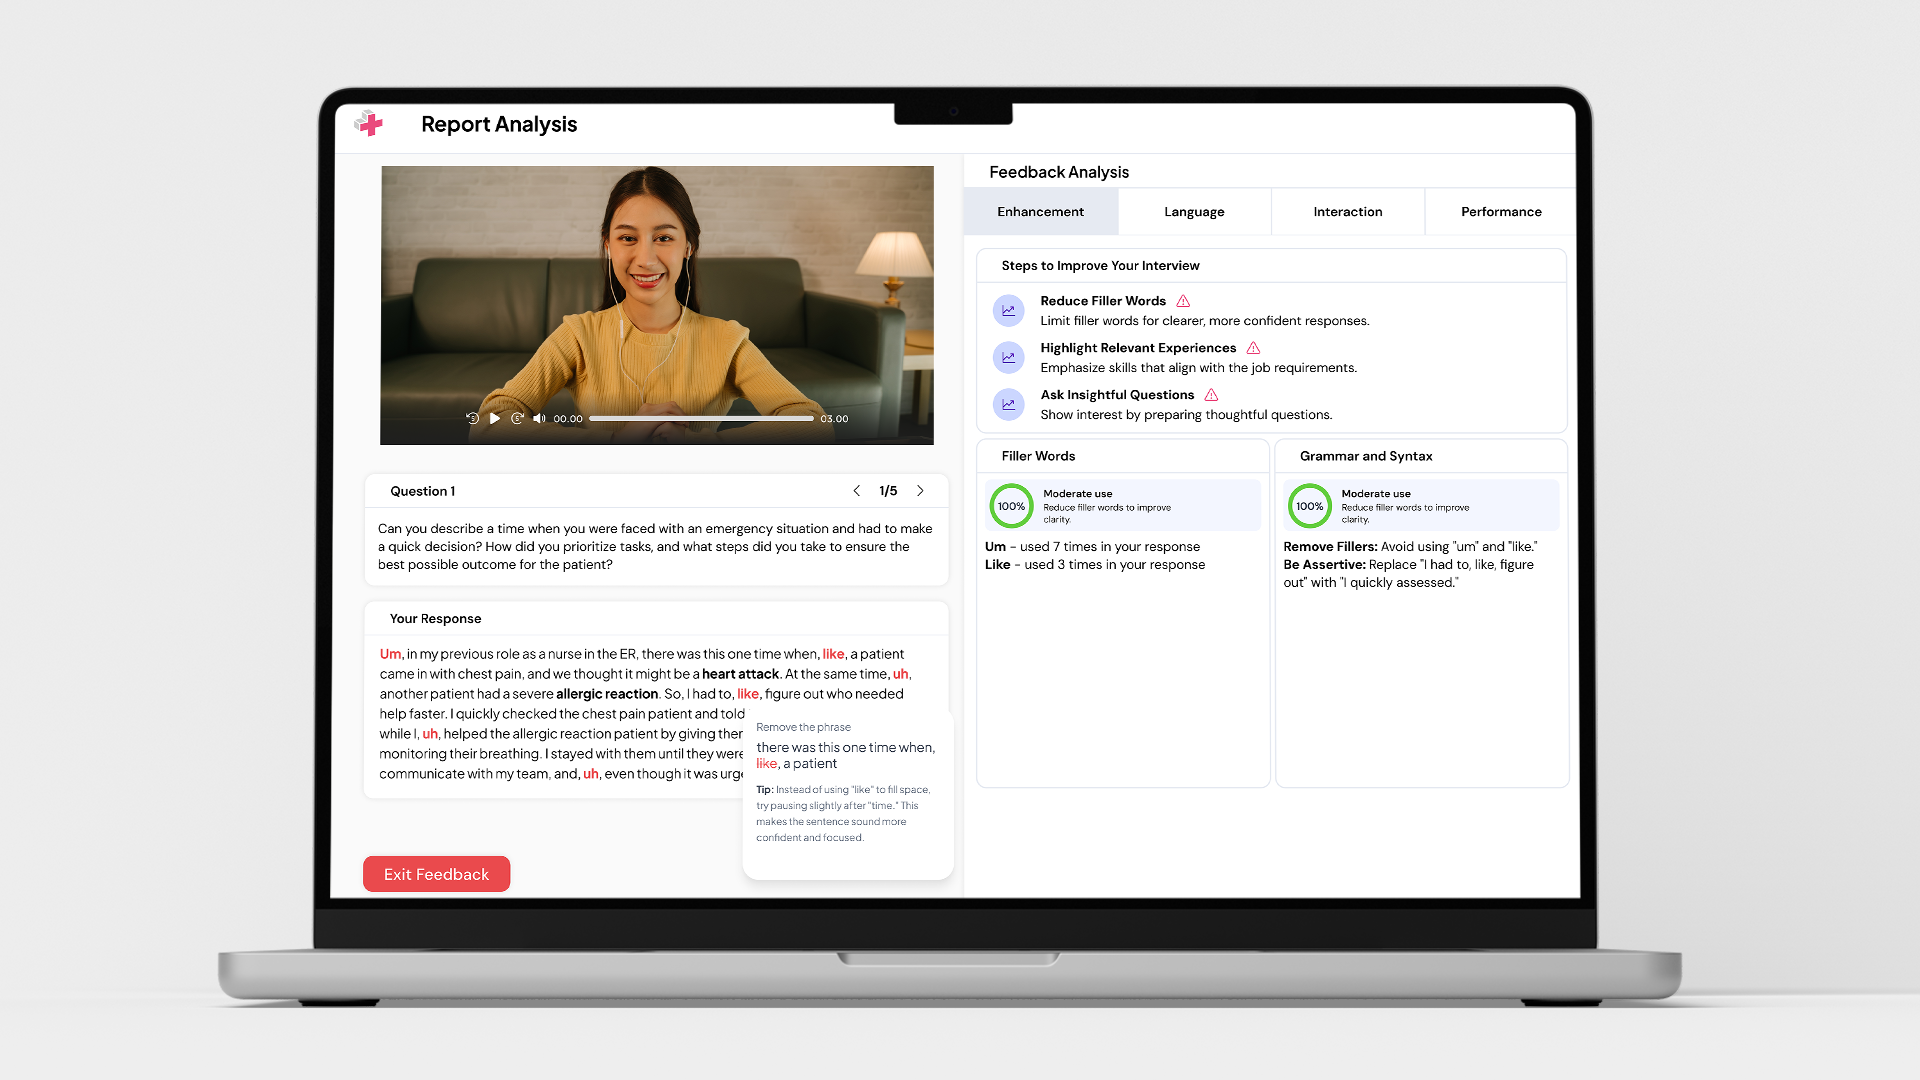 Report Analysis
00.00
03.00
Question 1
1/5
Can you describe a time when you were faced with an emergency situation and had to make
a quick decision? How did you prioritize tasks, and what steps did you take to ensure the
best possible outcome for the patient?
Your Response
Um, in my previous role as a nurse in the ER, there was this one time when, like, a patient
came in with chest pain, and we thought it might be a heart attack. At the same time, uh,
another patient had a severe allergic reaction. So, I had to, like, figure out who needed
help faster. I quickly checked the chest pain patient and told
while I, uh, helped the allergic reaction patient by giving
monitoring their breathing. I stayed with them until they were
communicate with my team, and, uh, even though it was
Remove the phrase
there was this one time when,
like, a patient
Tip: Instead of using "like" to fill space,
try pausing slightly after "time." This
makes the sentence sound more
confident and focused.
Exit Feedback
Feedback Analysis
Enhancement
Language
Interaction
Performance
Steps to Improve Your Interview
Reduce Filler Words
Limit filler words for clearer, more confident responses.
Highlight Relevant Experiences
Emphasize skills that align with the job requirements.
Ask Insightful Questions
Show interest by preparing thoughtful questions.
Filler Words
100%
Moderate use
Reduce filler words to improve
clarity.
Um - used 7 times in your response
Like - used 3 times in your response
Grammar and Syntax
100%
Moderate use
Reduce filler words to improve
clarity.
Remove Fillers: Avoid using "um" and "like."
Be Assertive: Replace "I had to, like, figure
out" with "I quickly assessed."